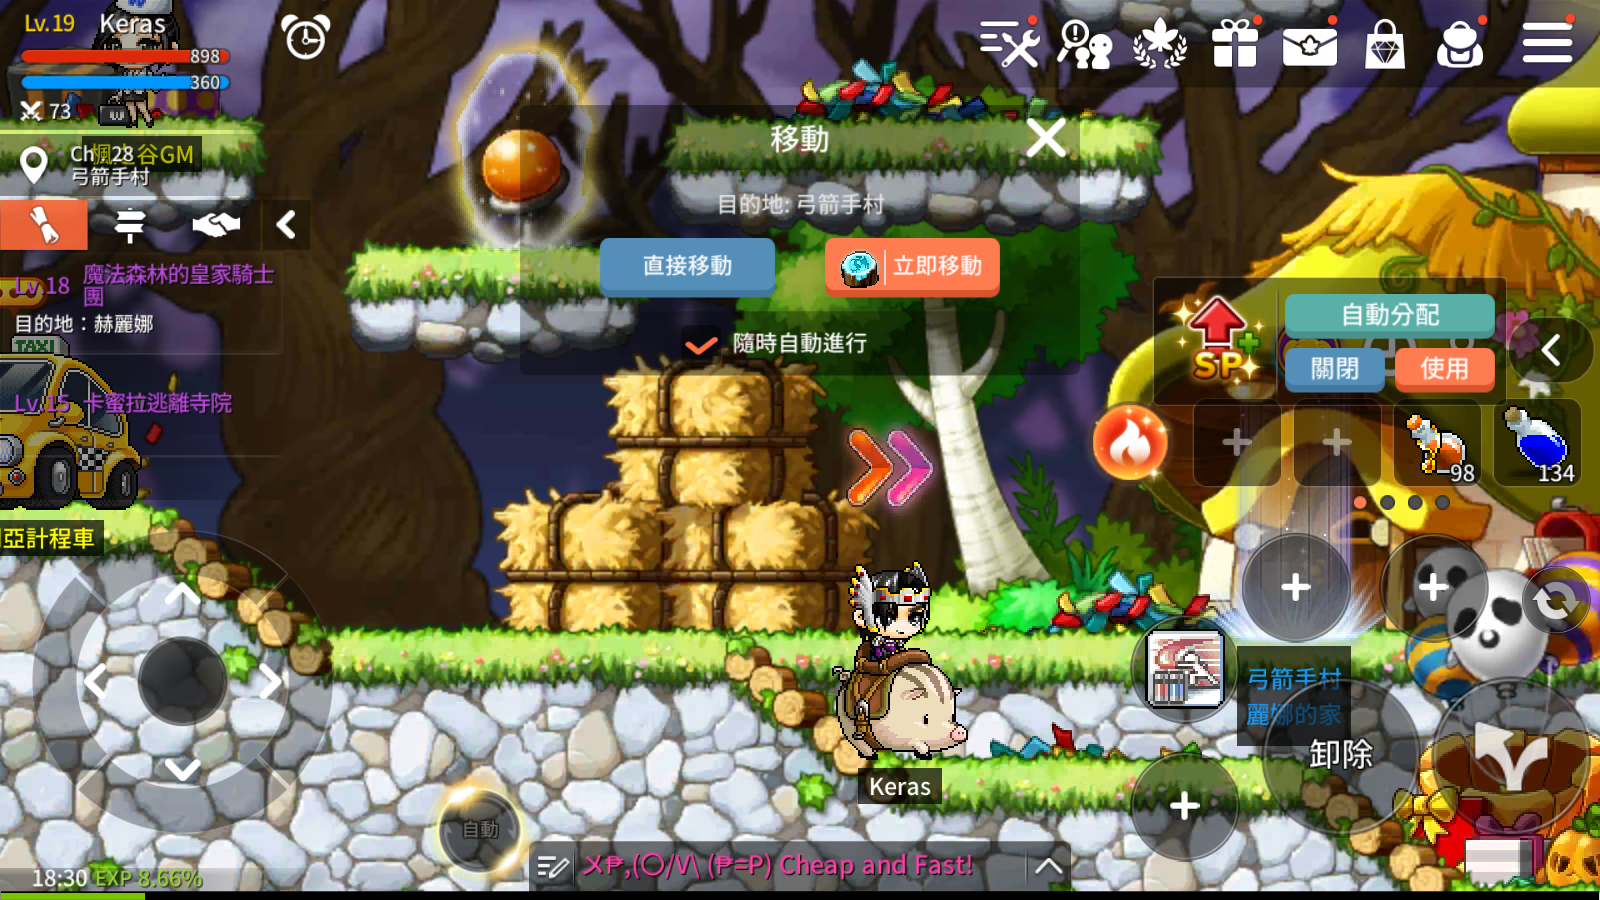 Lv.19 Keras
898
360
73
楓之谷GM
Ch. 28
弓箭手村
移動
目的地: 弓箭手村
直接移動
立即移動
隨時自動進行
Lv.18 魔法森林的皇家騎士
團
目的地：赫麗娜
TAXI
Lv.15 卡蜜拉逃離寺院
亞計程車
SP
自動分配
關閉
使用
98
134
弓箭手村
麗娜的家
卸除
Keras
自動
Cheap and Fast!
18:30 EXP 8.66%